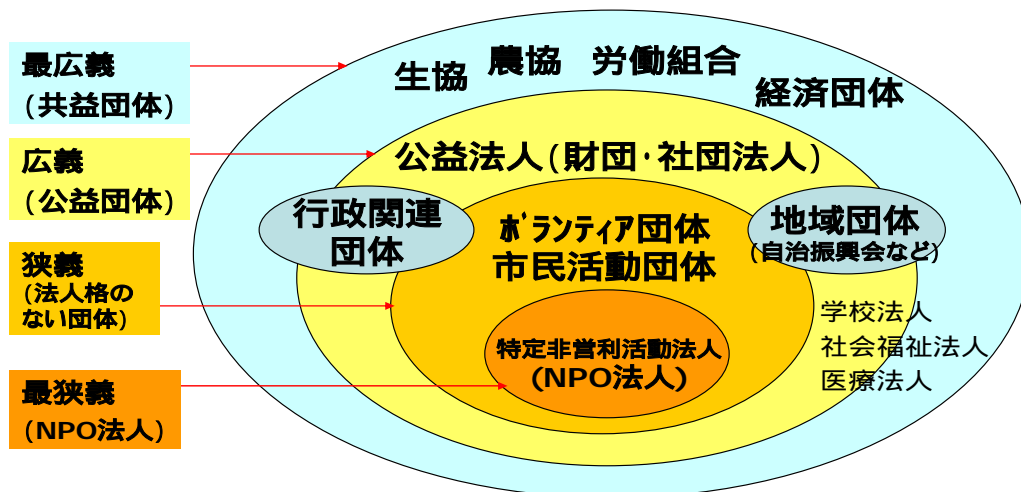 最広義
(共益団体)
広義
(公益団体)
狭義
(法人格の
ない団体)
最狭義
(NPO法人)
生協 農協 労働組合
経済団体
公益法人(財団・社団法人)
行政関連
団体
ボランティア団体
市民活動団体
地域団体
(自治振興会など)
特定非営利活動法人
(NPO法人)
学校法人
社会福祉法人
医療法人